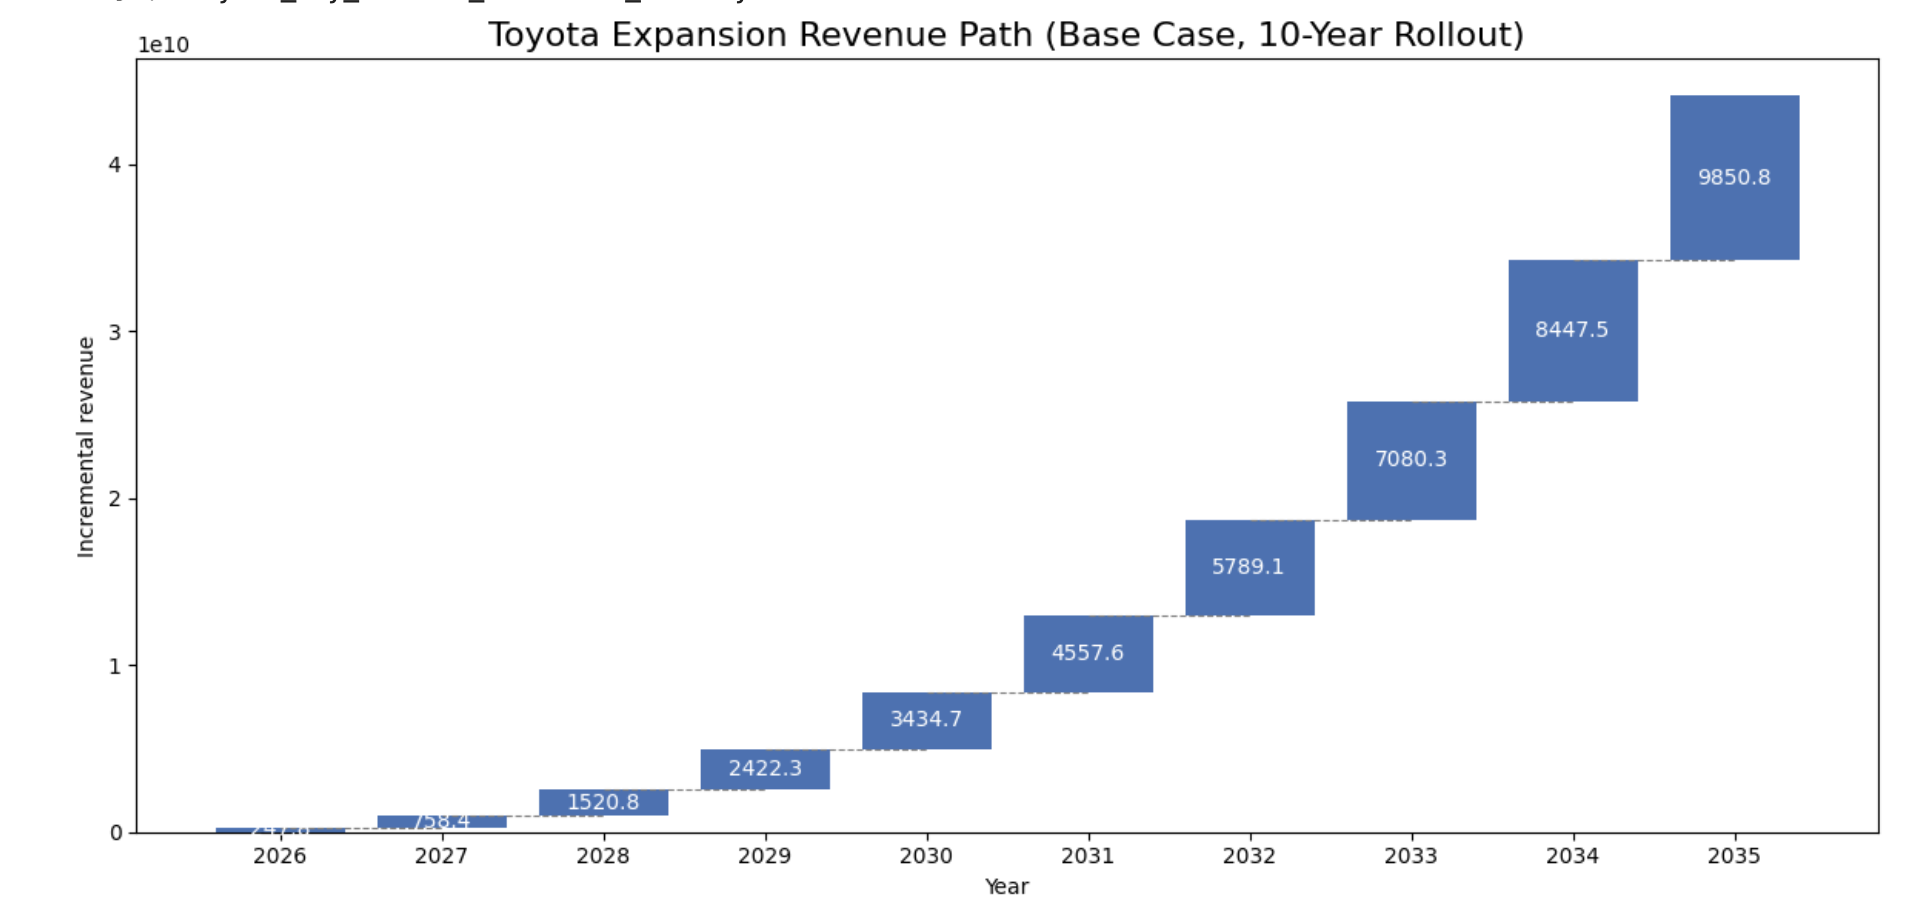 Toyota Expansion Revenue Path (Base Case, 10-Year Rollout)
1e10
4
3
2
1
0
Incremental revenue
9850.8
8447.5
7080.3
5789.1
4557.6
3434.7
2422.3
1520.8
758.4
2026 2027 2028 2029 2030 2031 2032 2033 2034 2035
Year